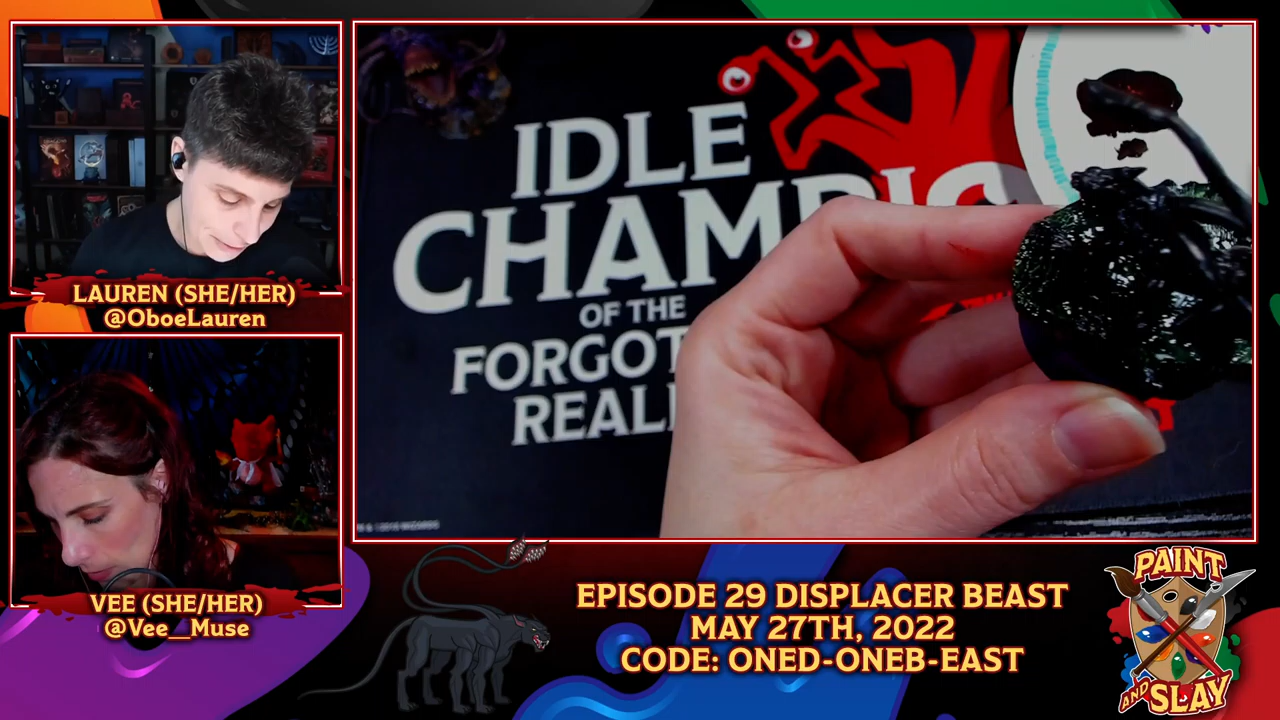 LAUREN (SHE/HER)
@OboeLauren
VEE (SHE/HER)
@Vee__Muse
IDLE
CHAMPIO
OF THE
FORGOT
REAL
EPISODE 29 DISPLACER BEAST
MAY 27TH, 2022
CODE: ONED-ONEB-EAST
PAINT
AND SLAY